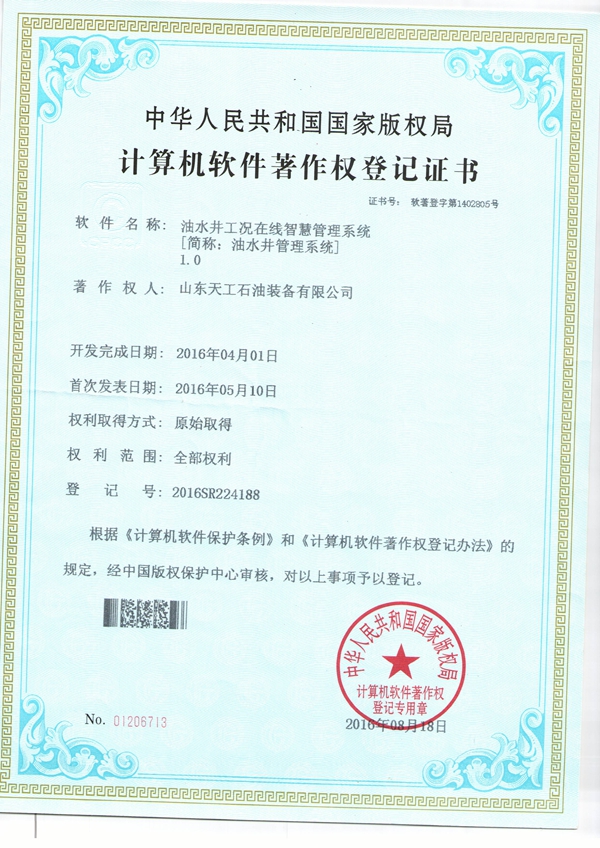 中华人民共和国国家版权局
计算机软件著作权登记证书
证书号： 软著登字第1402805号
软件名称： 油水井工况在线智慧管理系统
[简称：油水井管理系统]
1.0
著作权人： 山东天工石油装备有限公司
开发完成日期： 2016年04月01日
首次发表日期： 2016年05月10日
权利取得方式： 原始取得
权利范围： 全部权利
登记号： 2016SR224188
根据《计算机软件保护条例》和《计算机软件著作权登记办法》的
规定，经中国版权保护中心审核，对以上事项予以登记。
中华人民共和国国家版权局
计算机软件著作权
登记专用章
2016年08月18日
No. 01206713